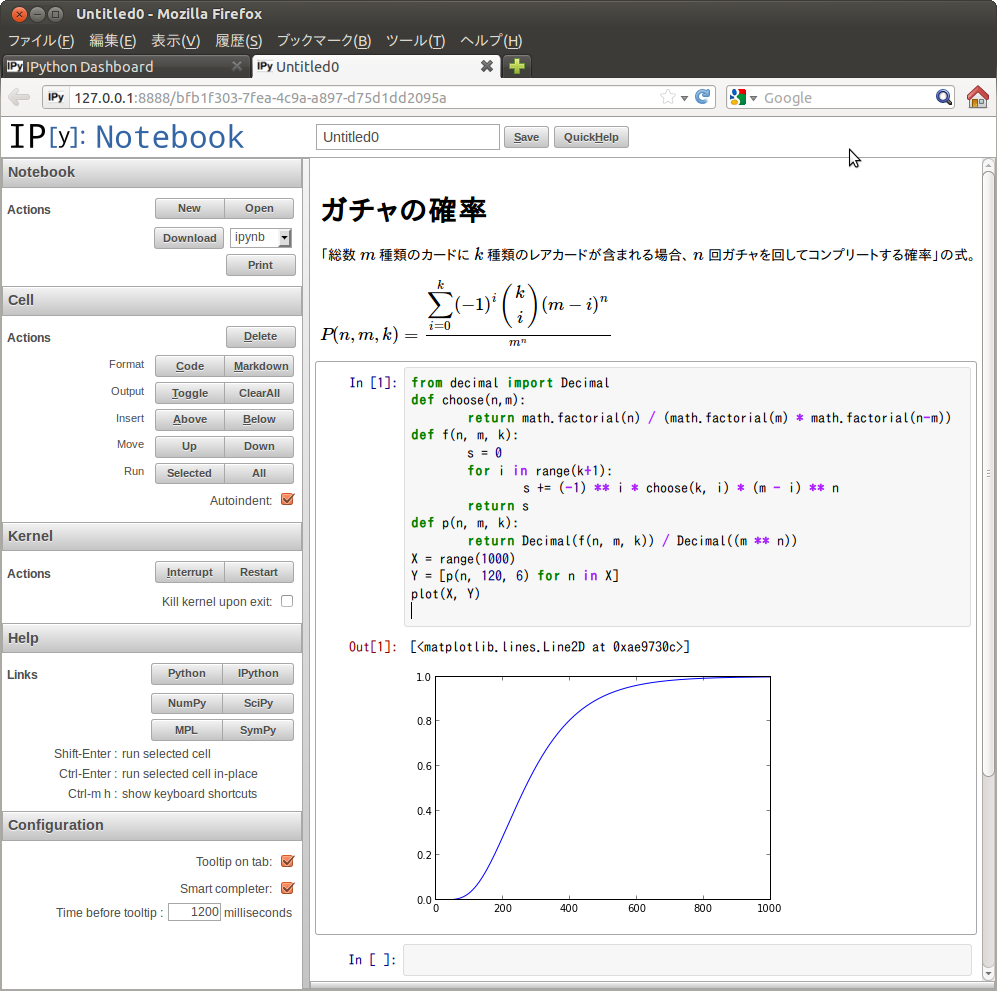 Untitled0 - Mozilla Firefox
ファイル(F) 編集(E) 表示(V) 履歴(S) ブックマーク(B) ツール(T) ヘルプ(H)
IPy IPython Dashboard
IPy Untitled0
IPy 127.0.0.1:8888/bfb1f303-7fea-4c9a-a897-d75d1dd2095a
Google
IP[y]: Notebook
Untitled0 Save QuickHelp
Notebook
Actions New Open
Download ipynb
Print
Cell
Actions Delete
Format Code Markdown
Output Toggle ClearAll
Insert Above Below
Move Up Down
Run Selected All
Autoindent:
Kernel
Actions Interrupt Restart
Kill kernel upon exit:
Help
Links Python IPython
NumPy SciPy
MPL SymPy
Shift-Enter : run selected cell
Ctrl-Enter : run selected cell in-place
Ctrl-m h : show keyboard shortcuts
Configuration
Tooltip on tab:
Smart completer:
Time before tooltip : 1200 milliseconds
ガチャの確率
「総数 m 種類のカードに k 種類のレアカードが含まれる場合、n 回ガチャを回してコンプリートする確率」の式。
P(n, m, k) = \frac{\sum_{i=0}^{k} (-1)^i \binom{k}{i} (m - i)^n}{m^n}
In [1]:
from decimal import Decimal
def choose(n,m):
        return math.factorial(n) / (math.factorial(m) * math.factorial(n-m))
def f(n, m, k):
        s = 0
        for i in range(k+1):
                s += (-1) ** i * choose(k, i) * (m - i) ** n
        return s
def p(n, m, k):
        return Decimal(f(n, m, k)) / Decimal((m ** n))
X = range(1000)
Y = [p(n, 120, 6) for n in X]
plot(X, Y)
Out[1]: [<matplotlib.lines.Line2D at 0xae9730c>]
1.0
0.8
0.6
0.4
0.2
0.0
0 200 400 600 800 1000
In [ ]: